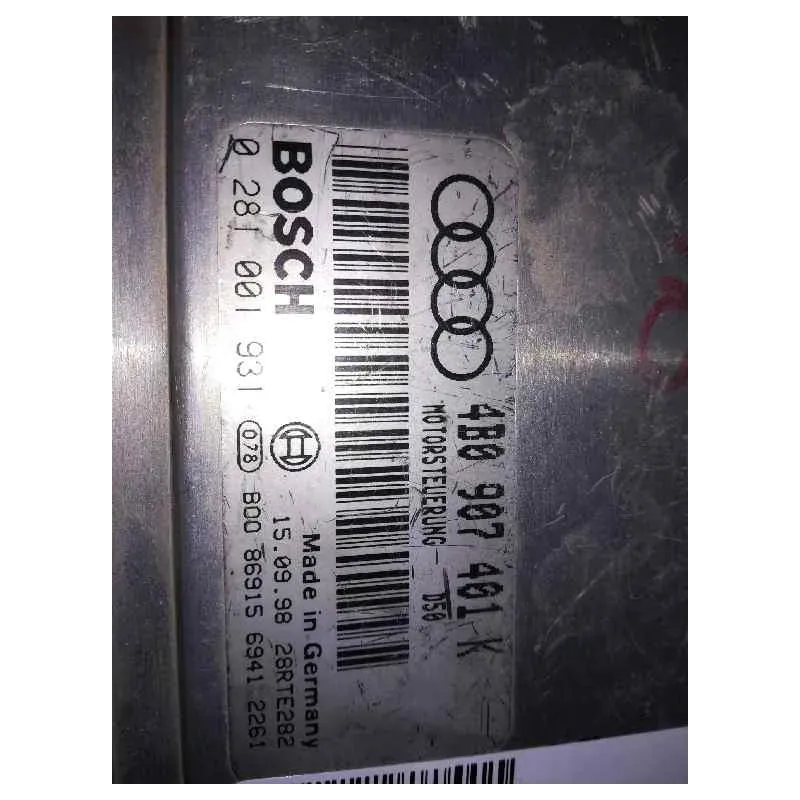 4B0 907 401 K
MOTORSTEUERUNG D50
BOSCH
Made in Germany
0 281 001 931
15.09.98 28RTE282
078 800 86915 6941 2261